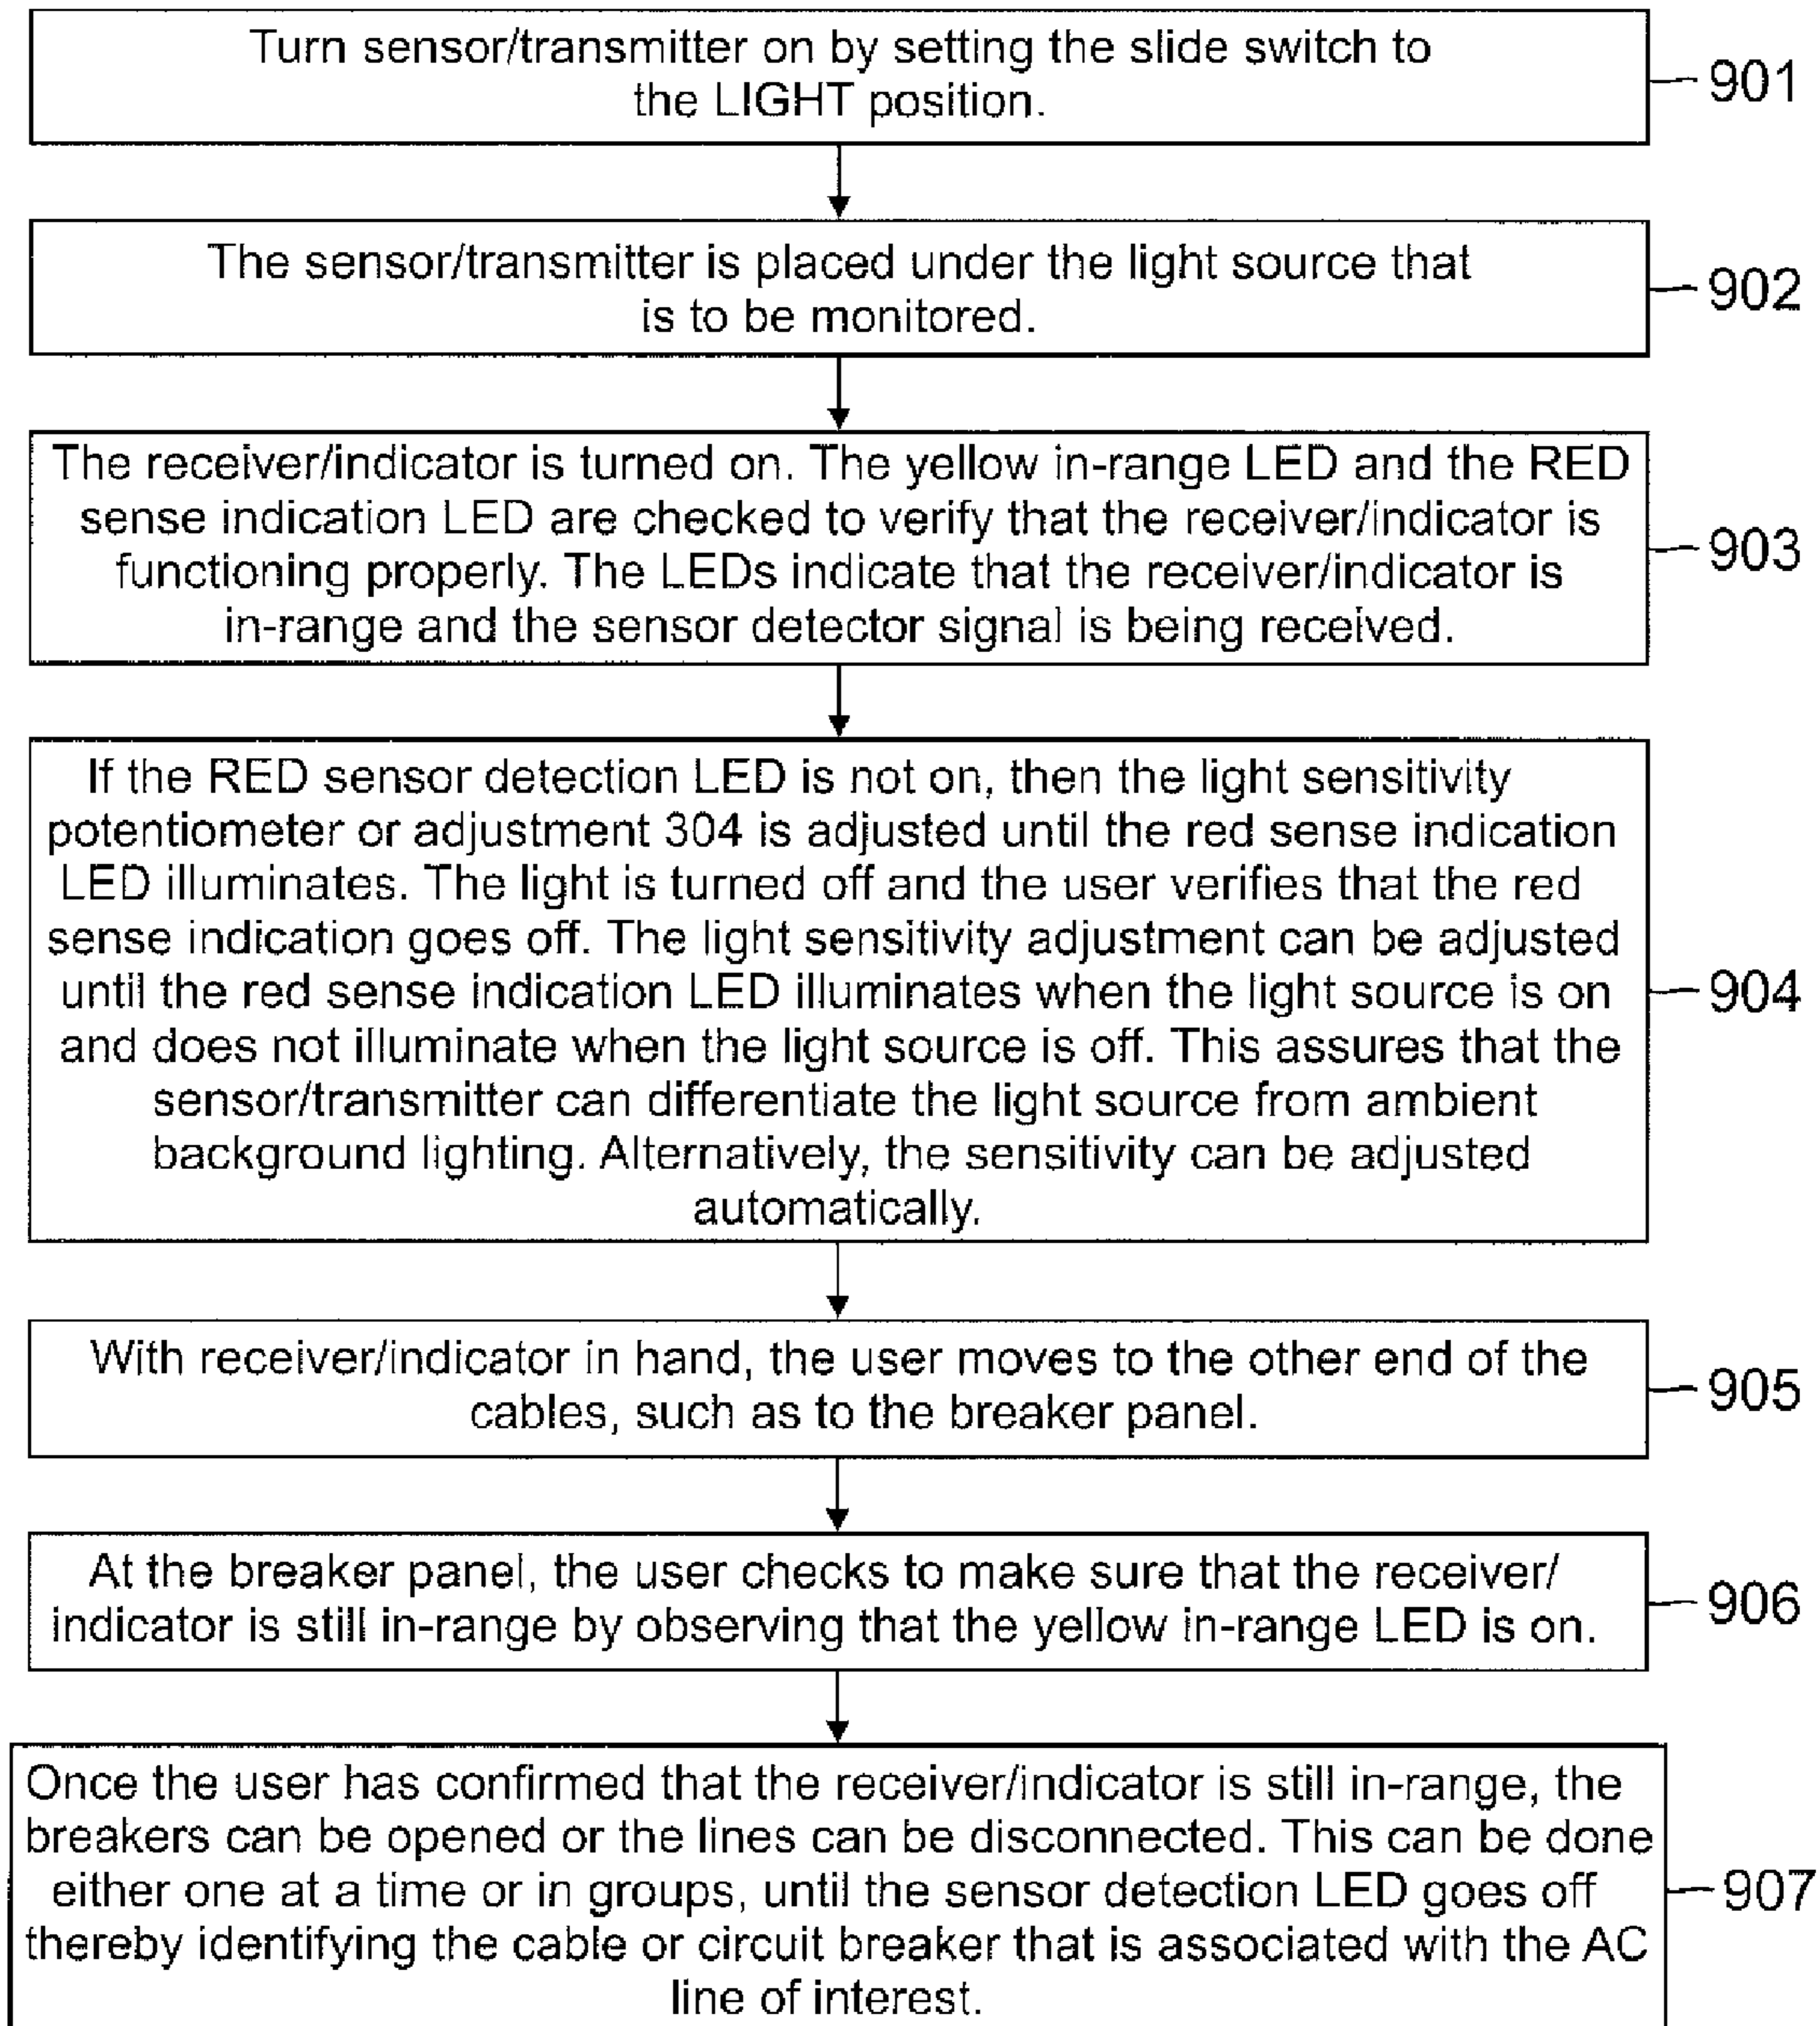 Turn sensor/transmitter on by setting the slide switch to
the LIGHT position.
901
The sensor/transmitter is placed under the light source that
is to be monitored.
902
The receiver/indicator is turned on. The yellow in-range LED and the RED
sense indication LED are checked to verify that the receiver/indicator is
functioning properly. The LEDs indicate that the receiver/indicator is
in-range and the sensor detector signal is being received.
903
If the RED sensor detection LED is not on, then the light sensitivity
potentiometer or adjustment 304 is adjusted until the red sense indication
LED illuminates. The light is turned off and the user verifies that the red
sense indication goes off. The light sensitivity adjustment can be adjusted
until the red sense indication LED illuminates when the light source is on
and does not illuminate when the light source is off. This assures that the
sensor/transmitter can differentiate the light source from ambient
background lighting. Alternatively, the sensitivity can be adjusted
automatically.
904
With receiver/indicator in hand, the user moves to the other end of the
cables, such as to the breaker panel.
905
At the breaker panel, the user checks to make sure that the receiver/
indicator is still in-range by observing that the yellow in-range LED is on.
906
Once the user has confirmed that the receiver/indicator is still in-range, the
breakers can be opened or the lines can be disconnected. This can be done
either one at a time or in groups, until the sensor detection LED goes off
thereby identifying the cable or circuit breaker that is associated with the AC
line of interest.
907